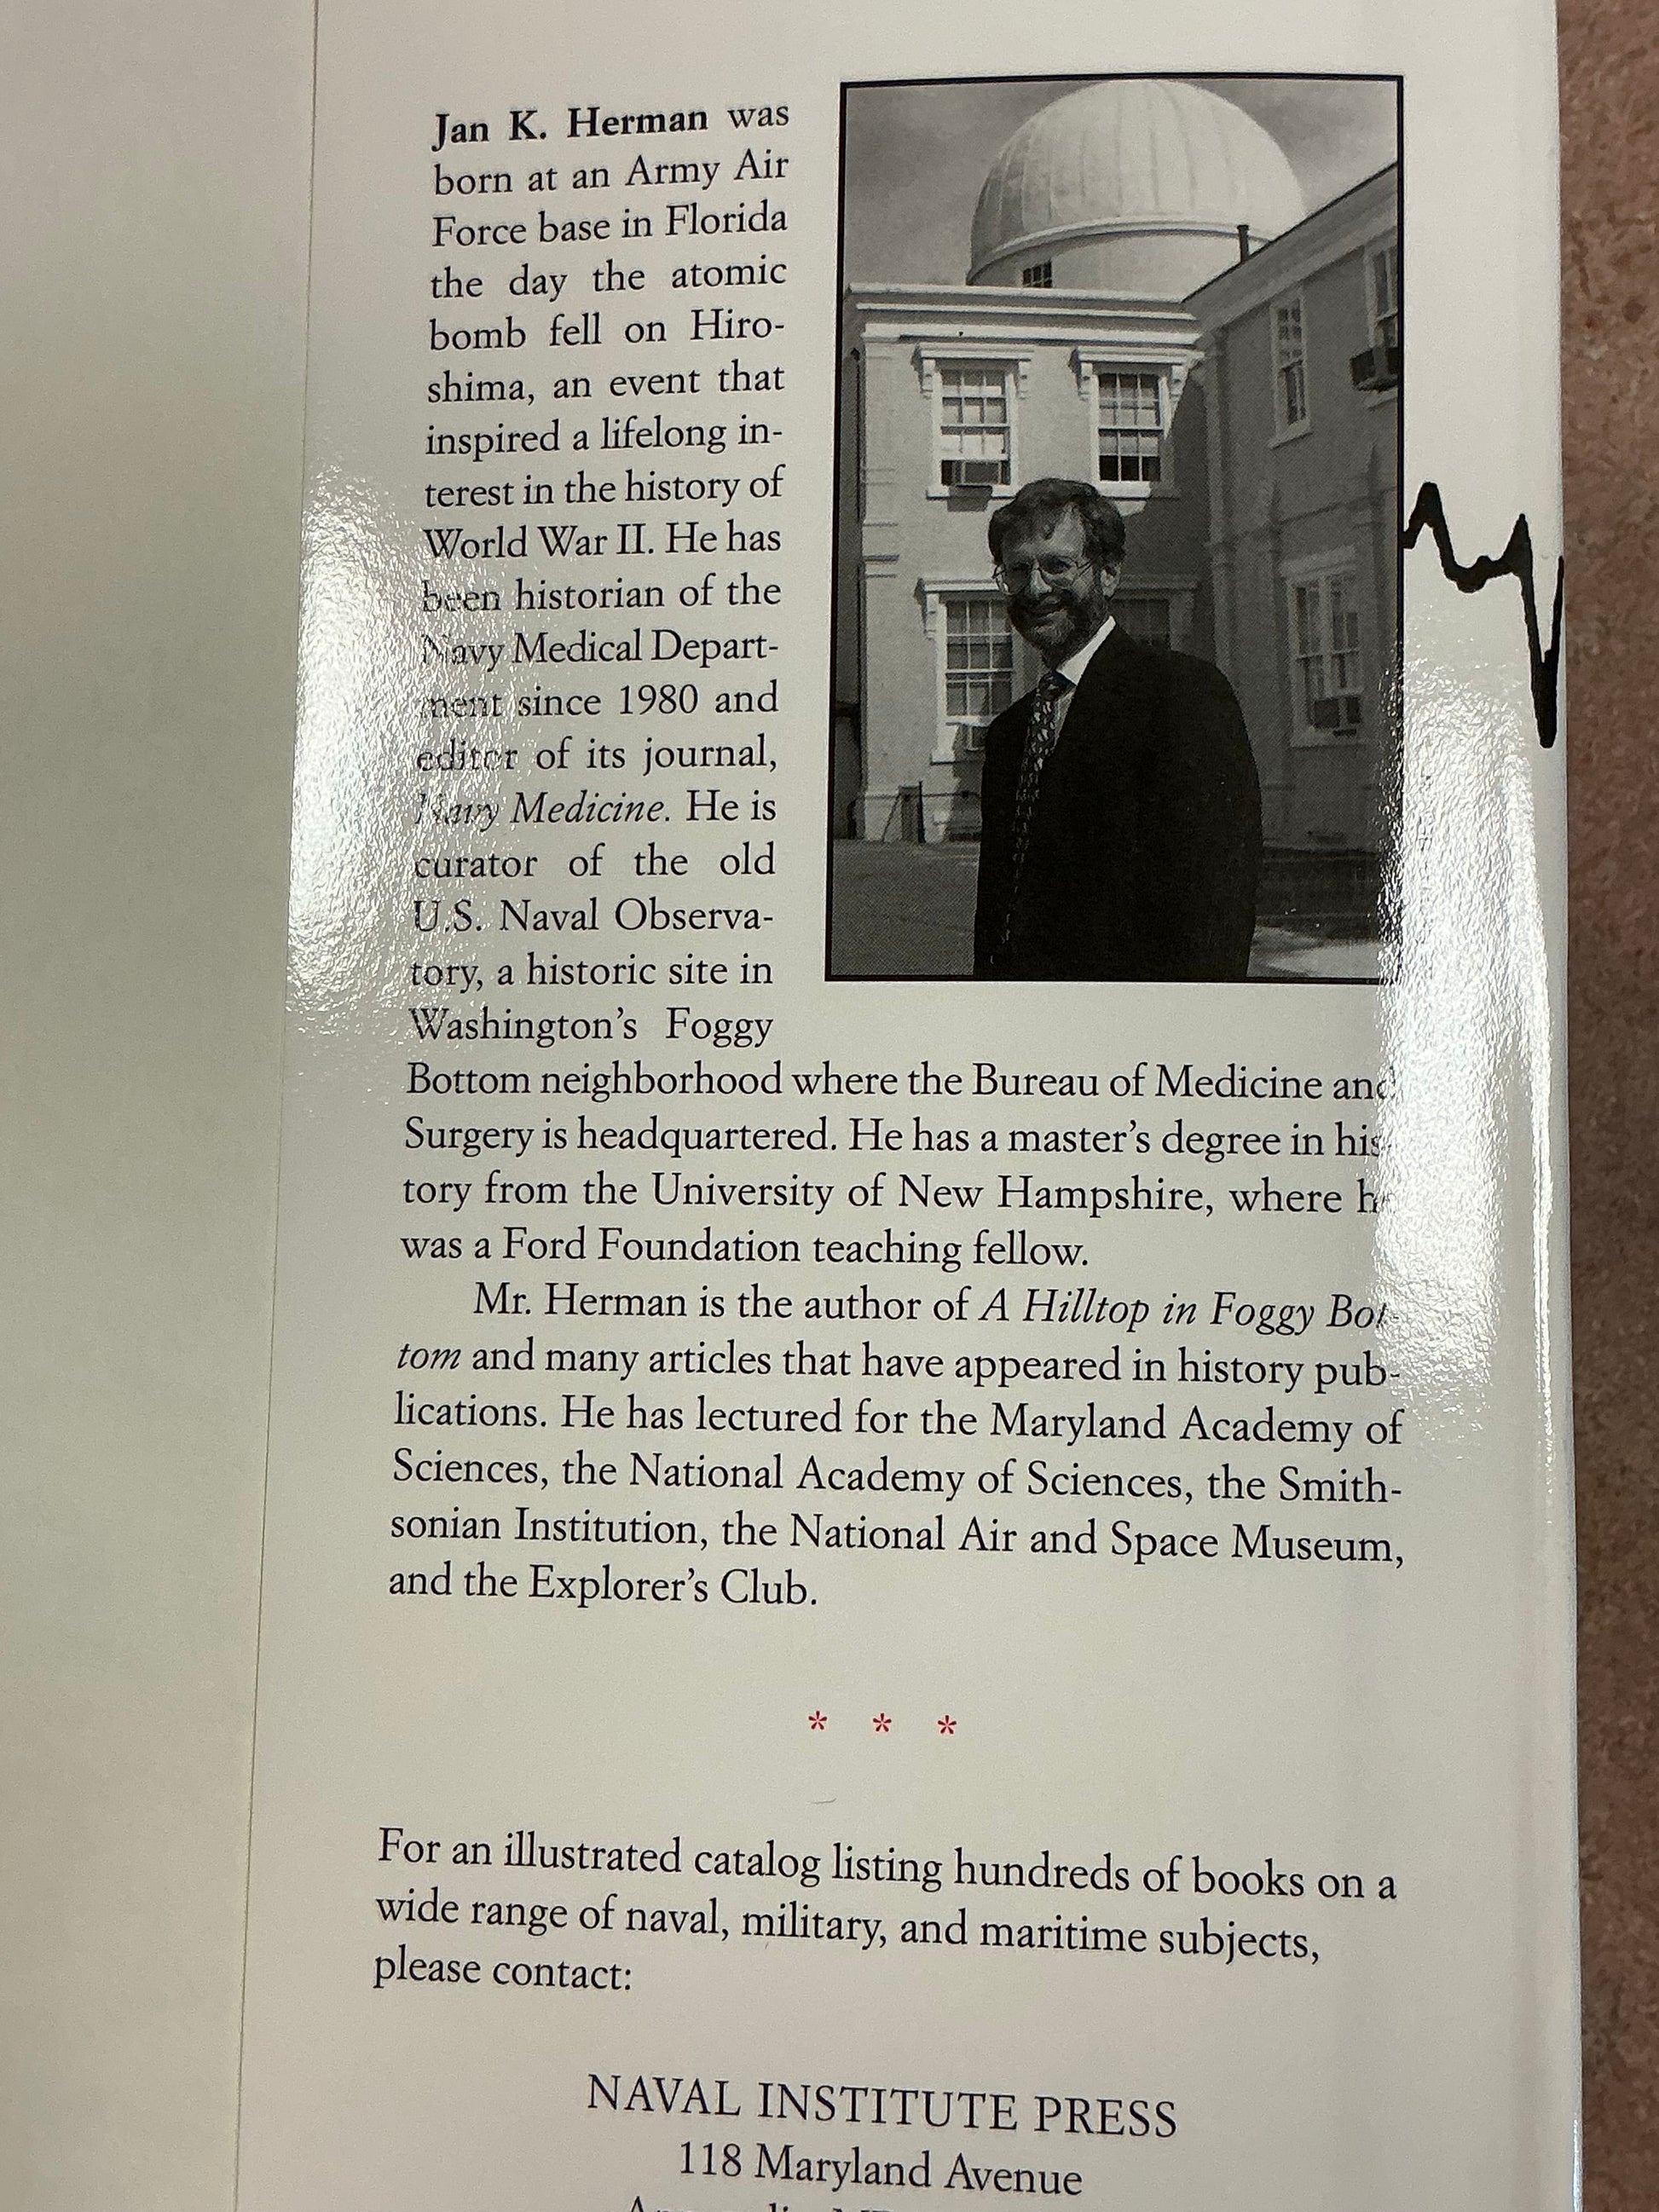 Jan K. Herman was
born at an Army Air
Force base in Florida
the day the atomic
bomb fell on Hiro-
shima, an event that
inspired a lifelong in-
terest in the history of
World War II. He has
been historian of the
Navy Medical Depart-
ment since 1980 and
editor of its journal,
Navy Medicine. He is
curator of the old
U.S. Naval Observa-
tory, a historic site in
Washington's Foggy
Bottom neighborhood where the Bureau of Medicine and
Surgery is headquartered. He has a master's degree in his-
tory from the University of New Hampshire, where he
was a Ford Foundation teaching fellow.
Mr. Herman is the author of A Hilltop in Foggy Bot-
tom and many articles that have appeared in history pub-
lications. He has lectured for the Maryland Academy of
Sciences, the National Academy of Sciences, the Smith-
sonian Institution, the National Air and Space Museum,
and the Explorer's Club.
* * *
For an illustrated catalog listing hundreds of books on a
wide range of naval, military, and maritime subjects,
please contact:
NAVAL INSTITUTE PRESS
118 Maryland Avenue